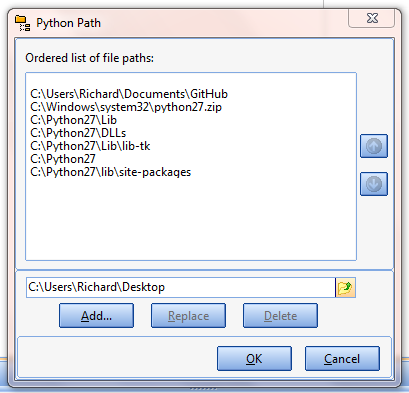 Python Path
Ordered list of file paths:
C:\Users\Richard\Documents\GitHub
C:\Windows\system32\python27.zip
C:\Python27\Lib
C:\Python27\DLLs
C:\Python27\Lib\lib-tk
C:\Python27
C:\Python27\lib\site-packages
C:\Users\Richard\Desktop
Add... Replace Delete
OK Cancel